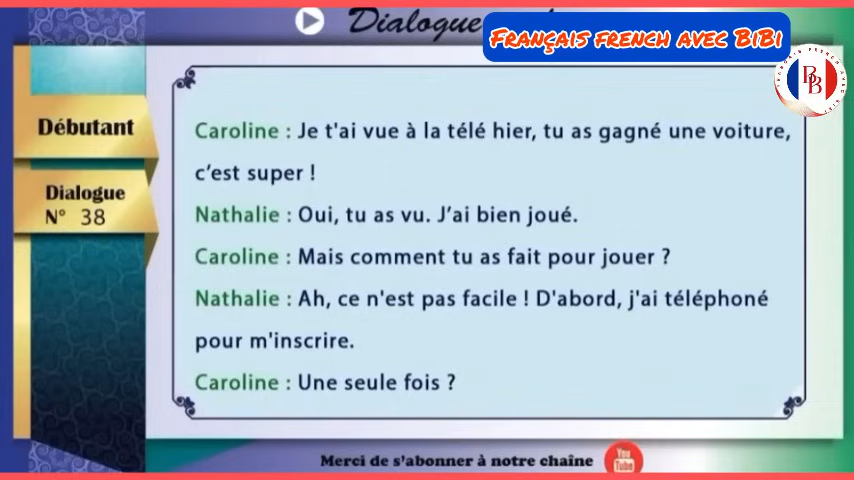 Dialogue
Français french avec BiBi
Débutant
Dialogue
N° 38
Caroline : Je t'ai vue à la télé hier, tu as gagné une voiture,
c’est super !
Nathalie : Oui, tu as vu. J’ai bien joué.
Caroline : Mais comment tu as fait pour jouer ?
Nathalie : Ah, ce n'est pas facile ! D'abord, j'ai téléphoné
pour m'inscrire.
Caroline : Une seule fois ?
Merci de s’abonner à notre chaîne
You
Tube